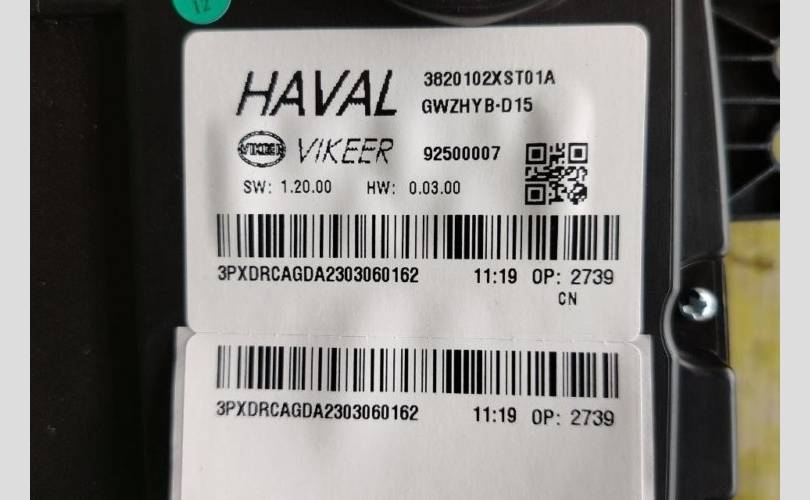 12
HAVAL 3820102XST01A
GWZHYB-D15
VIKEER VIKEER 92500007
SW: 1.20.00 HW: 0.03.00
3PXDRCAGDA2303060162 11:19 OP: 2739
CN
3PXDRCAGDA2303060162 11:19 OP: 2739